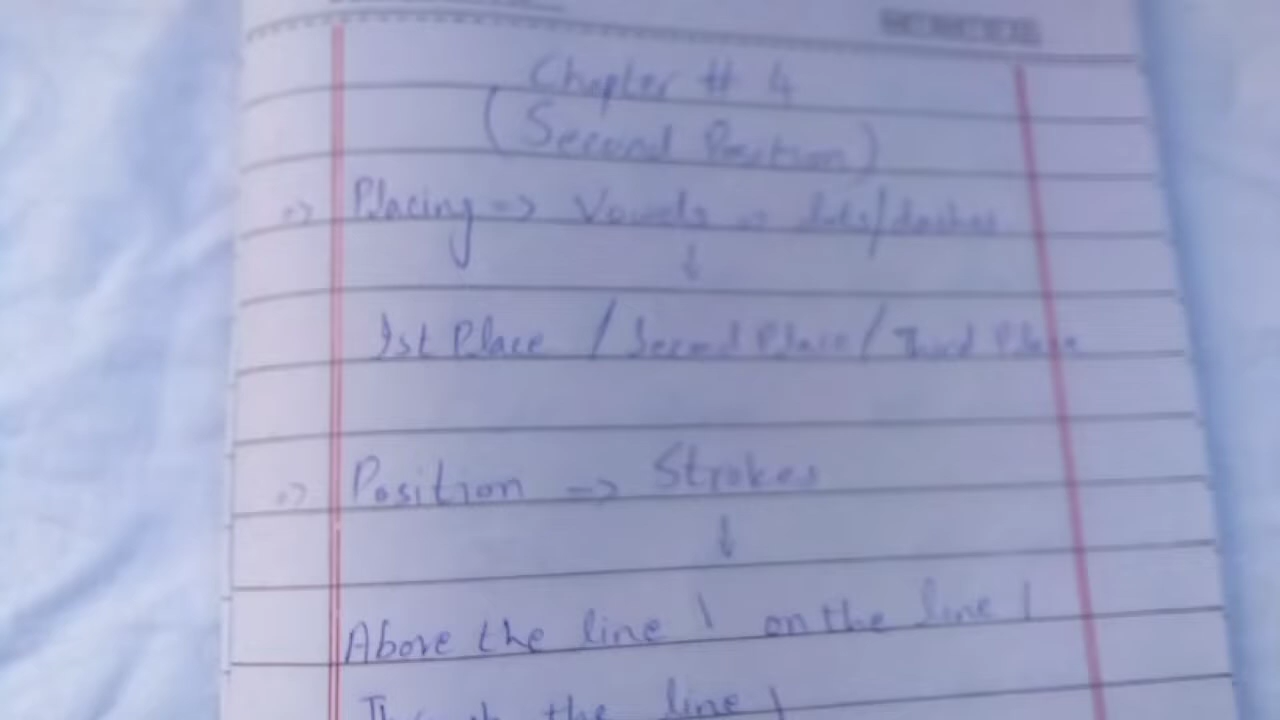 Chapter # 4
(Second Position)
=> Placing => Vowels dots/dashes
↓
1st Place / Second Place / Third Place
=> Position -> Strokes
↓
Above the line \ on the line |
Through the line